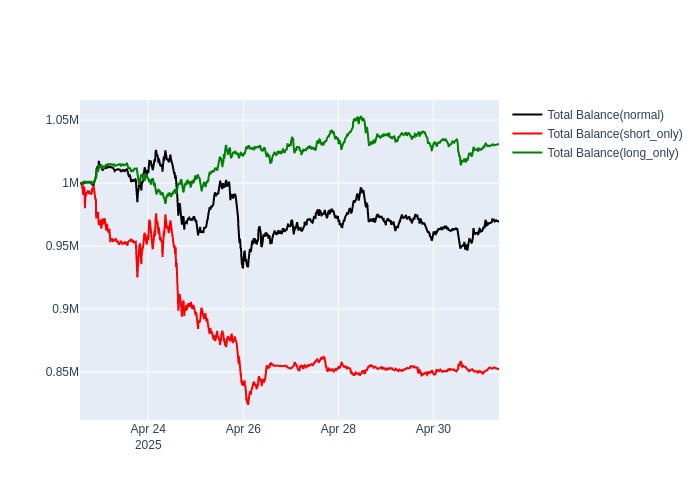 Total Balance(normal)
Total Balance(short_only)
Total Balance(long_only)
1.05M
1M
0.95M
0.9M
0.85M
Apr 24
2025
Apr 26
Apr 28
Apr 30